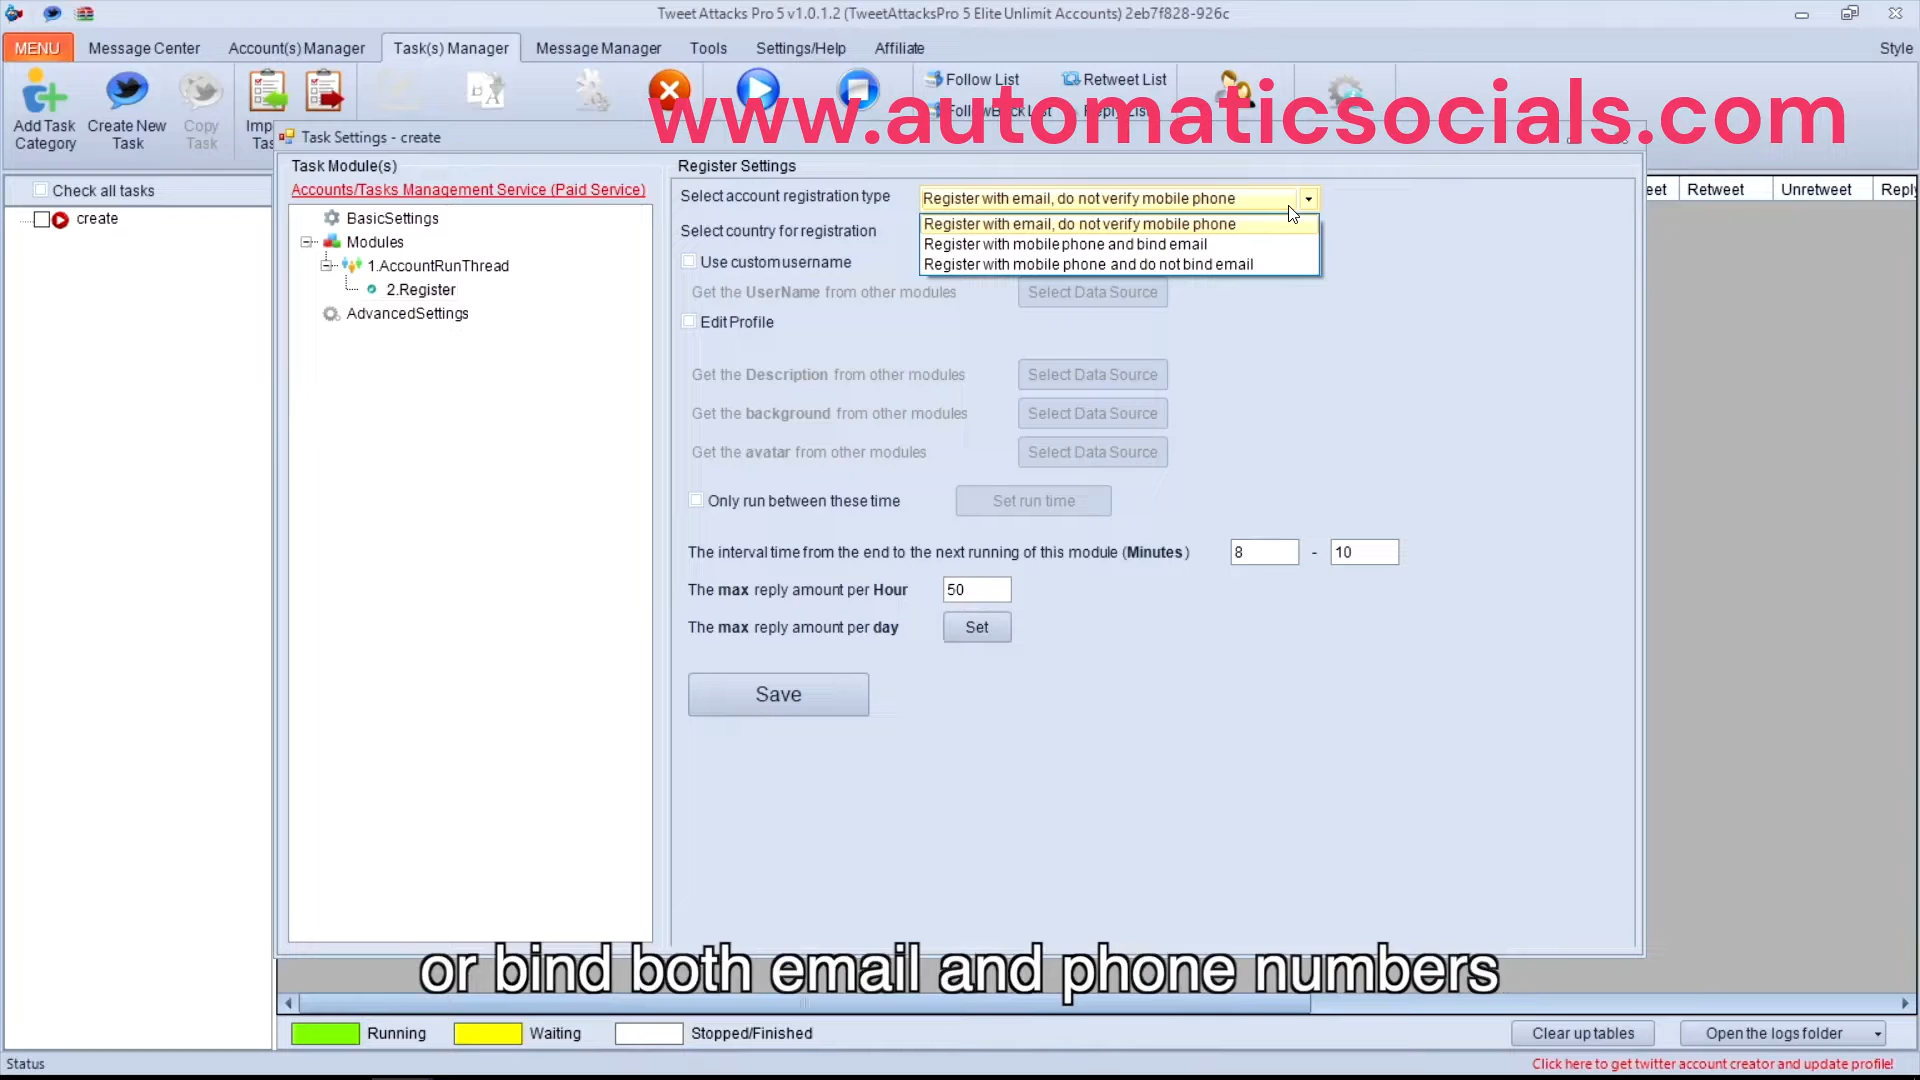 Tweet Attacks Pro 5 v1.0.1.2 (TweetAttacksPro 5 Elite Unlimit Accounts) 2eb7f828-926c
MENU Message Center Account(s) Manager Task(s) Manager Message Manager Tools Settings/Help Affiliate Style
Follow List Retweet List
www.automaticsocials.com
Add Task Category
Create New Task
Copy Task
Task Settings - create
Task Module(s)
Accounts/Tasks Management Service (Paid Service)
BasicSettings
Modules
1.AccountRunThread
2.Register
AdvancedSettings
Check all tasks
create
Retweet Unretweet
Register Settings
Select account registration type Register with email, do not verify mobile phone
Register with email, do not verify mobile phone
Register with mobile phone and bind email
Register with mobile phone and do not bind email
Select country for registration
Use custom username
Get the UserName from other modules Select Data Source
Edit Profile
Get the Description from other modules Select Data Source
Get the background from other modules Select Data Source
Get the avatar from other modules Select Data Source
Only run between these time Set run time
The interval time from the end to the next running of this module (Minutes) 8 - 10
The max reply amount per Hour 50
The max reply amount per day Set
Save
or bind both email and phone numbers
Running Waiting Stopped/Finished Clear up tables Open the logs folder
Status Click here to get twitter account creator and update profile!